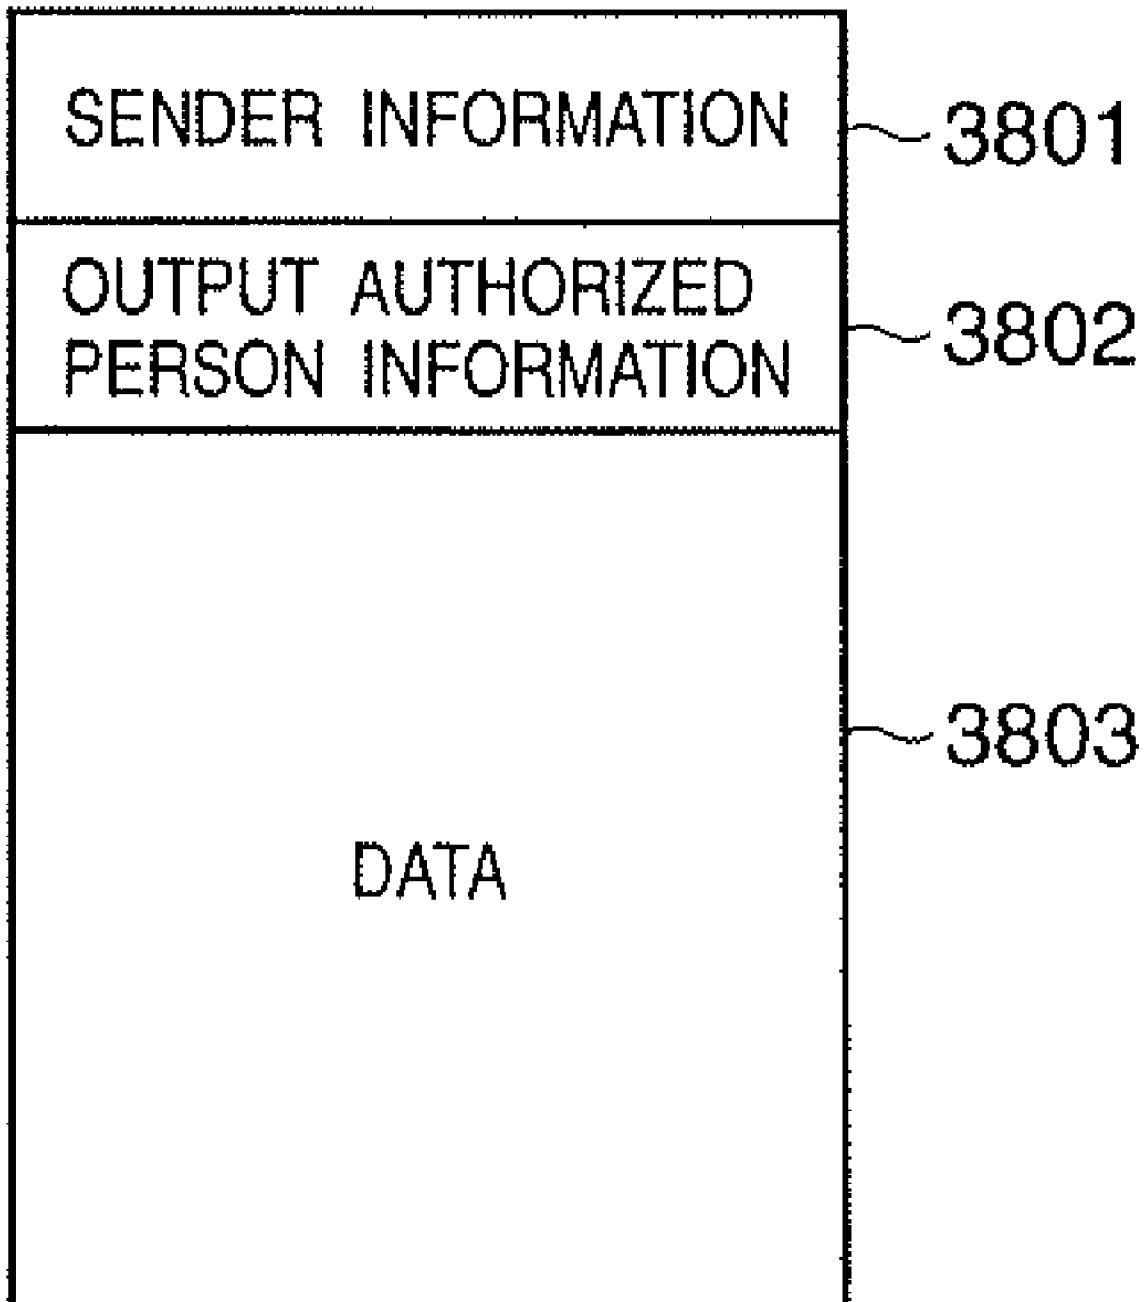 SENDER INFORMATION
3801
OUTPUT AUTHORIZED
PERSON INFORMATION
3802
3803
DATA